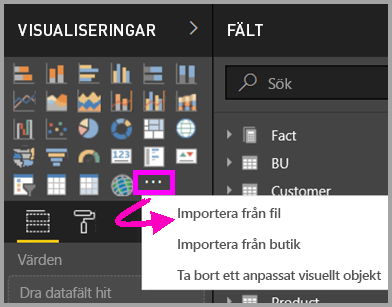 VISUALISERINGAR
FÄLT
Sök
Fact
BU
Customer
123
Importera från fil
Importera från butik
Ta bort ett anpassat visuellt objekt
Värden
Dra datafält hit
Product